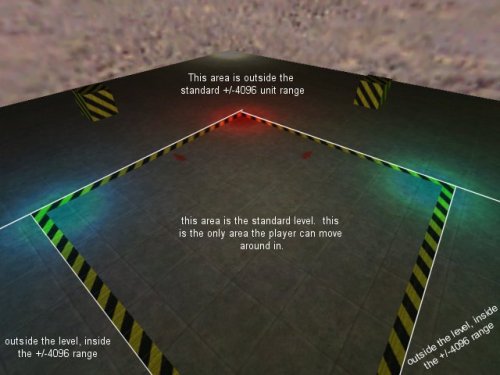 This area is outside the
standard +/-4096 unit range
this area is the standard level. this
is the only area the player can move
around in.
outside the level, inside
the +/-4096 range
outside the level, inside
the +/-4096 range